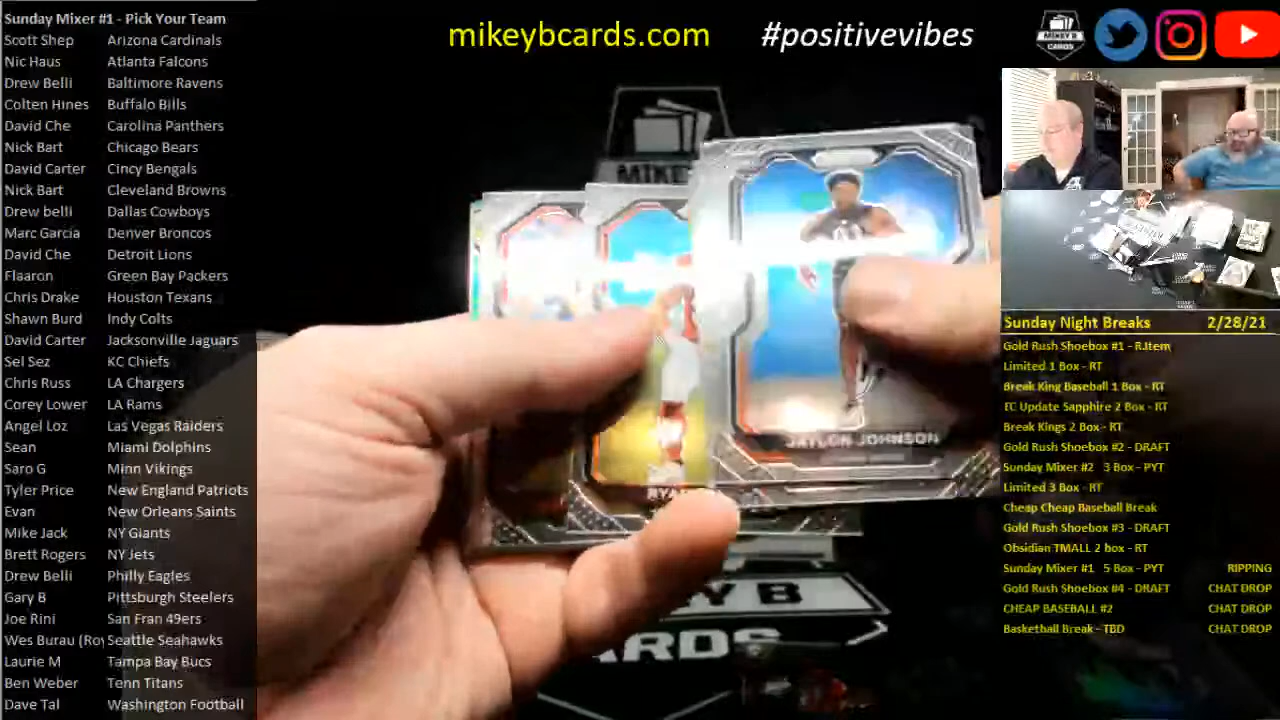 Sunday Mixer #1 - Pick Your Team
Scott Shep Arizona Cardinals
Nic Haus Atlanta Falcons
Drew Belli Baltimore Ravens
Colten Hines Buffalo Bills
David Che Carolina Panthers
Nick Bart Chicago Bears
David Carter Cincy Bengals
Nick Bart Cleveland Browns
Drew belli Dallas Cowboys
Marc Garcia Denver Broncos
David Che Detroit Lions
Flaaron Green Bay Packers
Chris Drake Houston Texans
Shawn Burd Indy Colts
David Carter Jacksonville Jaguars
Sel Sez KC Chiefs
Chris Russ LA Chargers
Corey Lower LA Rams
Angel Loz Las Vegas Raiders
Sean Miami Dolphins
Saro G Minn Vikings
Tyler Price New England Patriots
Evan New Orleans Saints
Mike Jack NY Giants
Brett Rogers NY Jets
Drew Belli Philly Eagles
Gary B Pittsburgh Steelers
Joe Rini San Fran 49ers
Wes Burau (Ro Seattle Seahawks
Laurie M Tampa Bay Bucs
Ben Weber Tenn Titans
Dave Tal Washington Football
mikeybcards.com #positivevibes
MIKEY B
CARDS
MIKE
JAYLON JOHNSON
RYA
EY B
ARDS
Sunday Night Breaks 2/28/21
Gold Rush Shoebox #1 - R.Item
Limited 1 Box - RT
Break King Baseball 1 Box - RT
TC Update Sapphire 2 Box - RT
Break Kings 2 Box - RT
Gold Rush Shoebox #2 - DRAFT
Sunday Mixer #2 3 Box - PYT
Limited 3 Box - RT
Cheap Cheap Baseball Break
Gold Rush Shoebox #3 - DRAFT
Obsidian TMALL 2 box - RT
Sunday Mixer #1 5 Box - PYT RIPPING
Gold Rush Shoebox #4 - DRAFT CHAT DROP
CHEAP BASEBALL #2 CHAT DROP
Basketball Break - TBD CHAT DROP